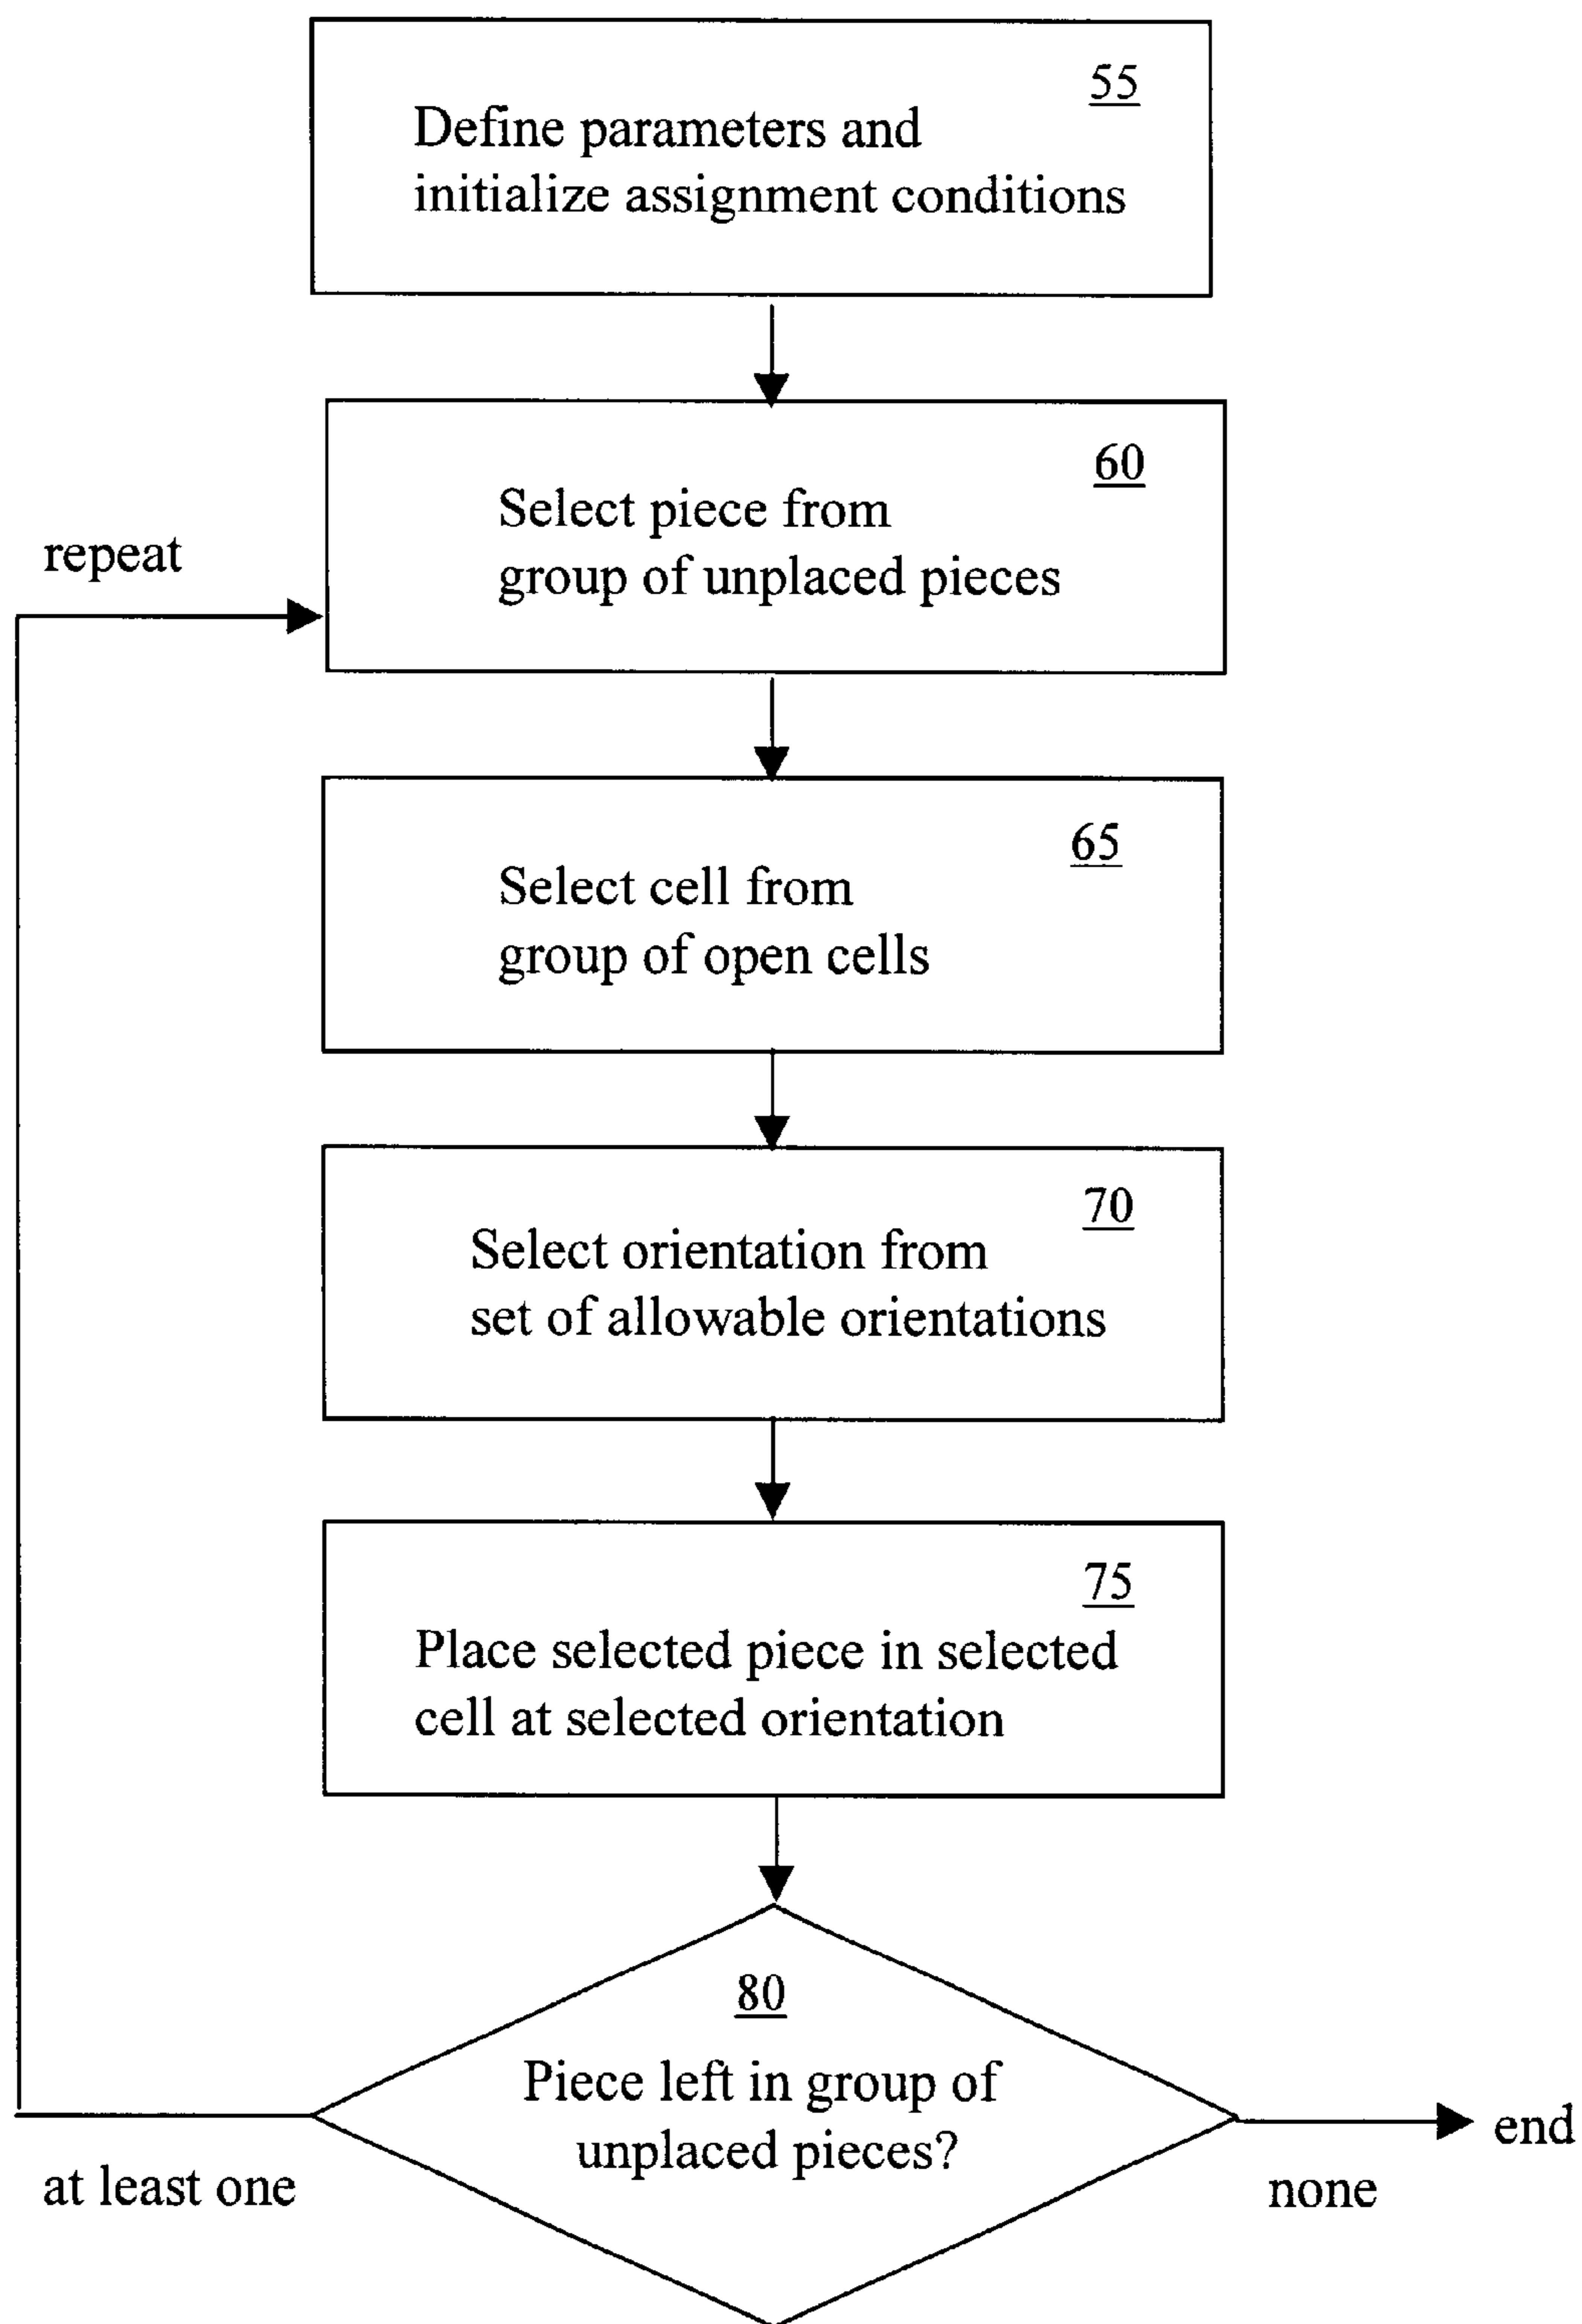 55
Define parameters and
initialize assignment conditions
60
Select piece from
group of unplaced pieces
repeat
65
Select cell from
group of open cells
70
Select orientation from
set of allowable orientations
75
Place selected piece in selected
cell at selected orientation
80
Piece left in group of
unplaced pieces?
end
at least one
none